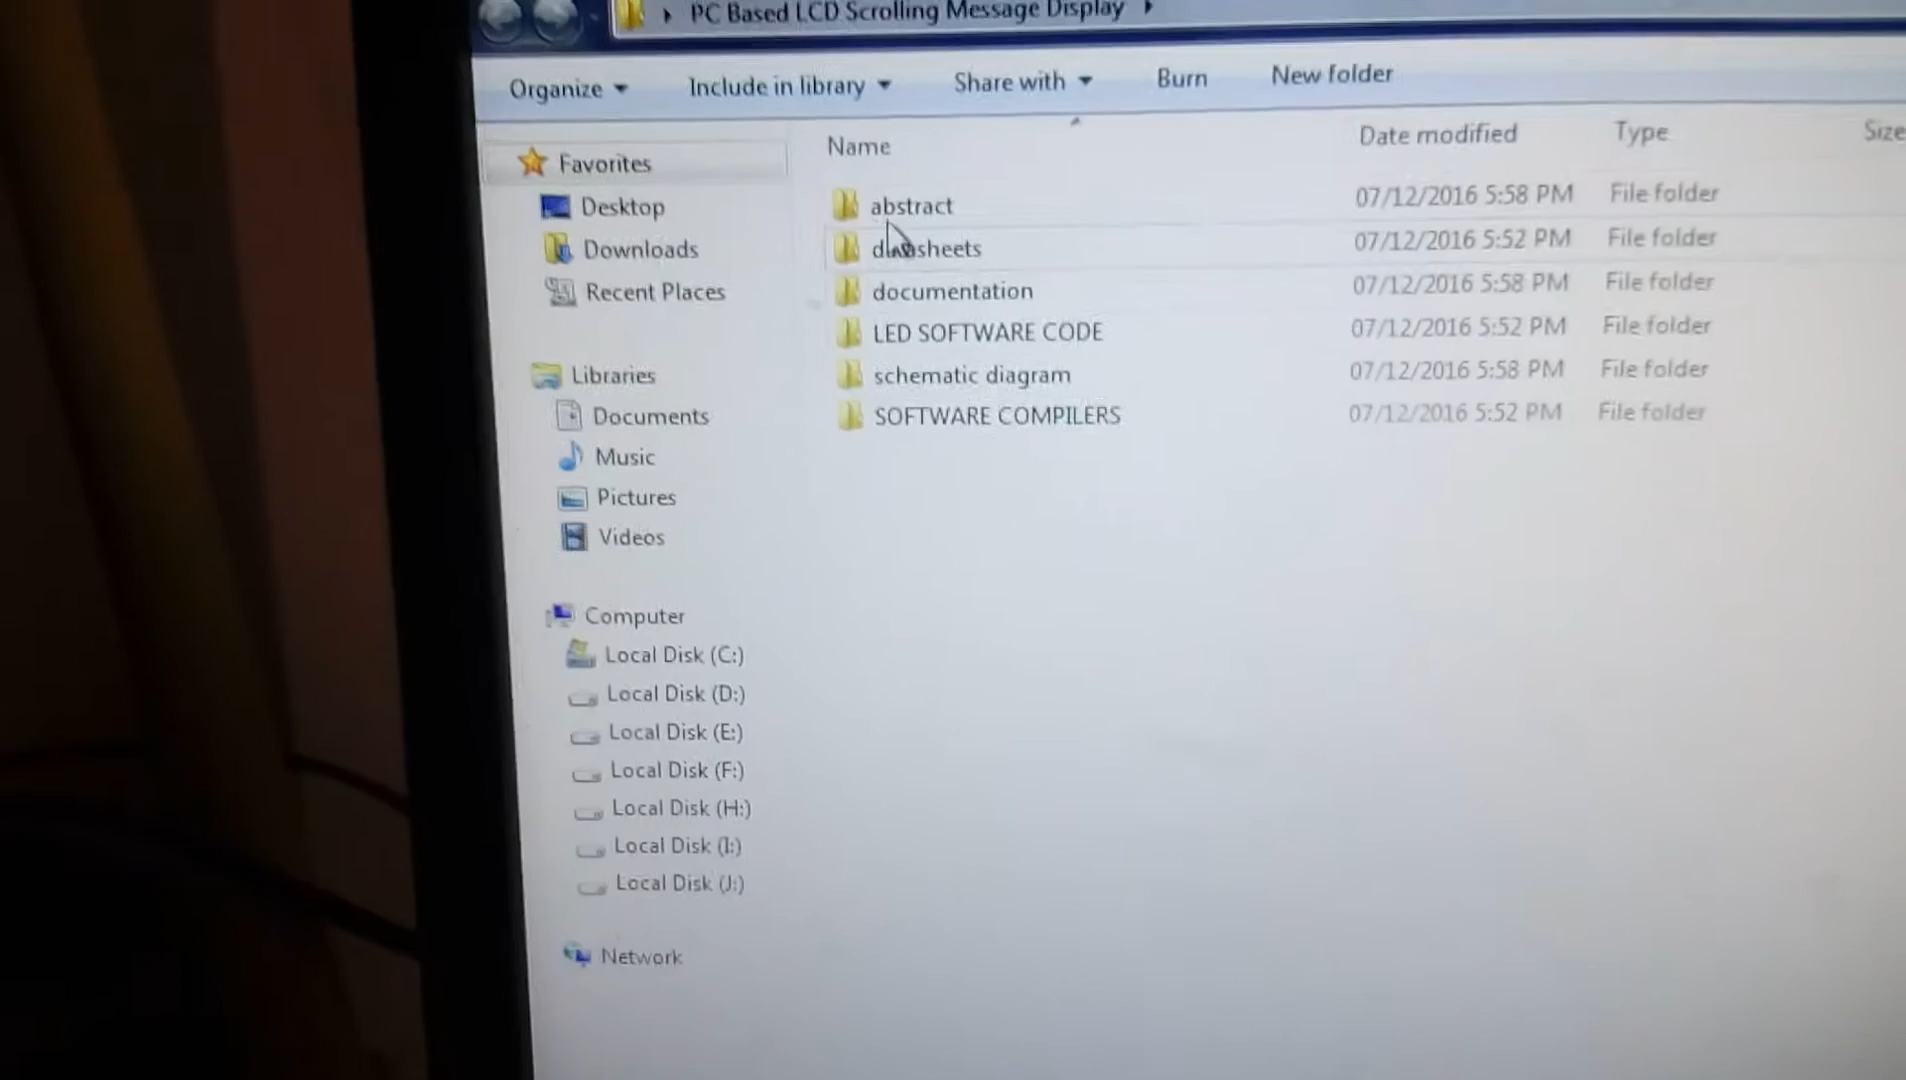 PC Based LCD Scrolling Message Display
Organize Include in library Share with Burn New folder
Name Date modified Type Size
Favorites
Desktop
Downloads
Recent Places
Libraries
Documents
Music
Pictures
Videos
Computer
Local Disk (C:)
Local Disk (D:)
Local Disk (E:)
Local Disk (F:)
Local Disk (H:)
Local Disk (I:)
Local Disk (J:)
Network
abstract 07/12/2016 5:58 PM File folder
datasheets 07/12/2016 5:52 PM File folder
documentation 07/12/2016 5:58 PM File folder
LED SOFTWARE CODE 07/12/2016 5:52 PM File folder
schematic diagram 07/12/2016 5:58 PM File folder
SOFTWARE COMPILERS 07/12/2016 5:52 PM File folder